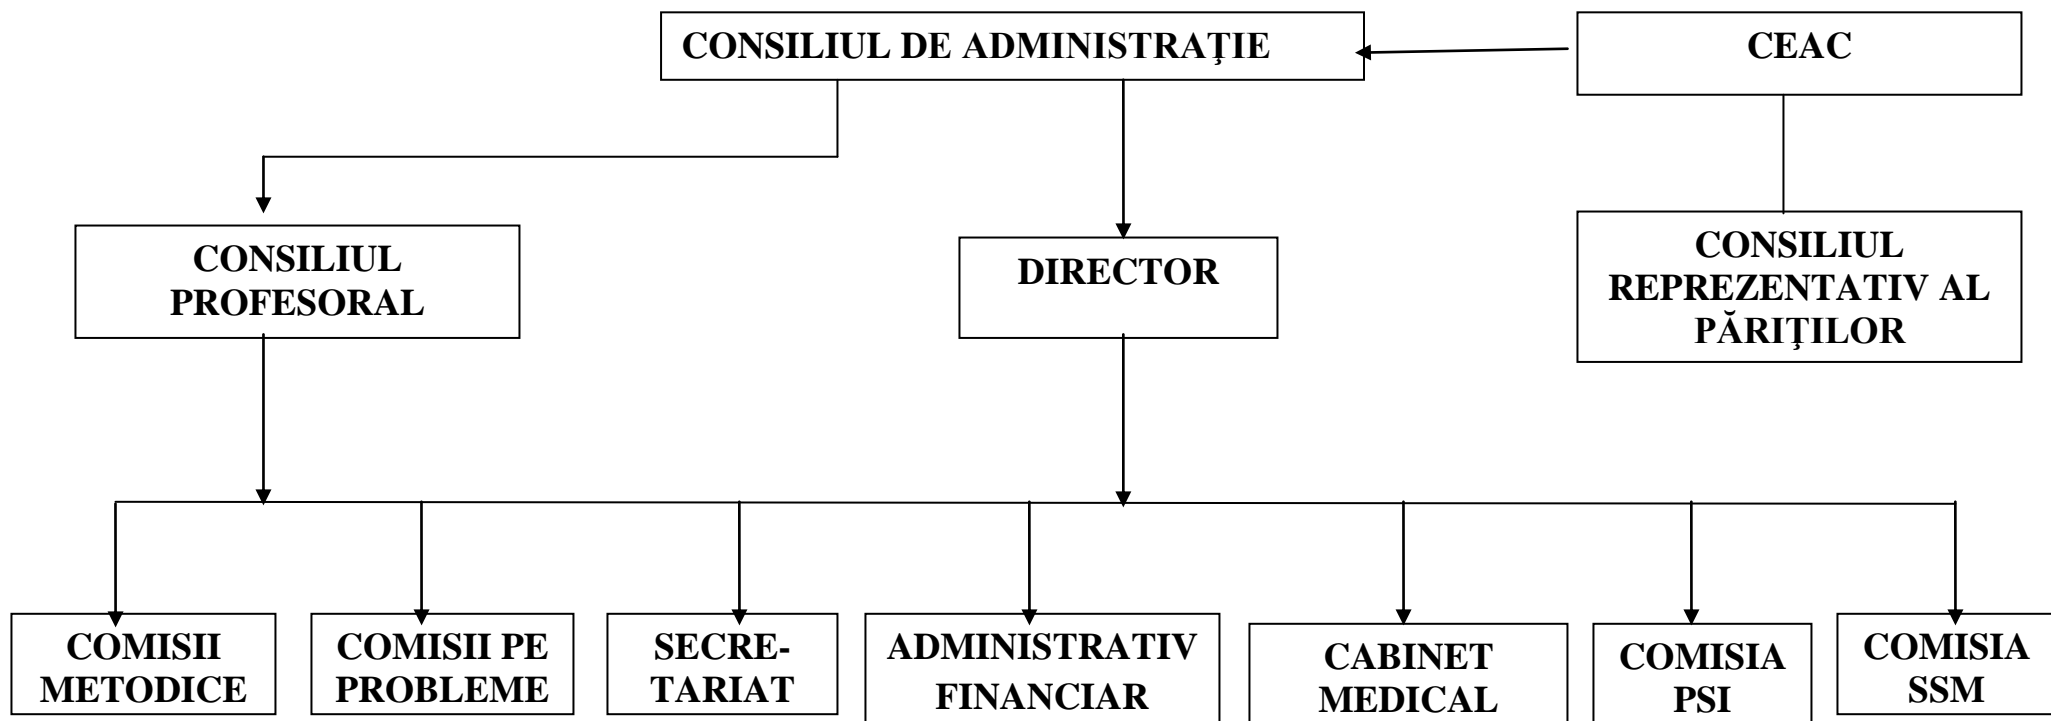 CONSILIUL DE ADMINISTRAŢIE
CEAC
CONSILIUL
PROFESORAL
DIRECTOR
CONSILIUL
REPREZENTATIV AL
PĂRIŢILOR
COMISII
METODICE
COMISII PE
PROBLEME
SECRE-
TARIAT
ADMINISTRATIV
FINANCIAR
CABINET
MEDICAL
COMISIA
PSI
COMISIA
SSM